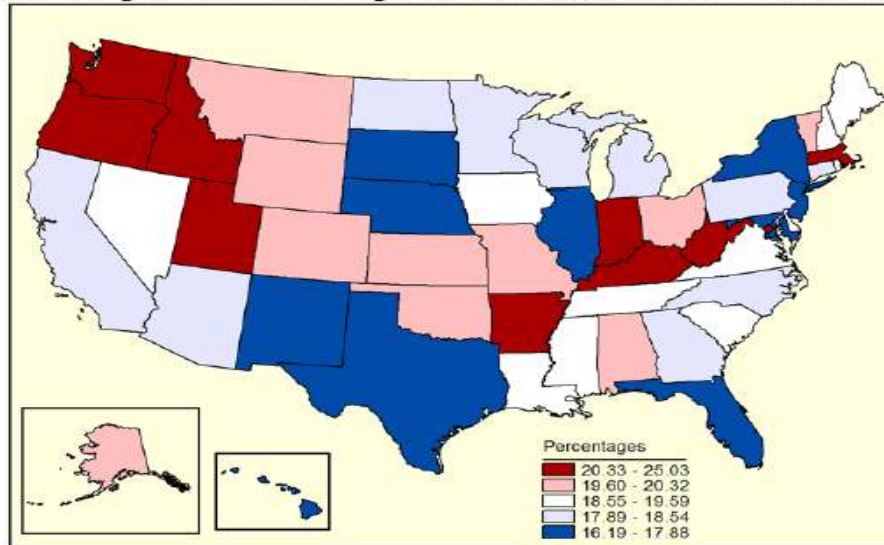 Percentages
20.33 - 25.03
19.60 - 20.32
18.55 - 19.59
17.89 - 18.54
16.19 - 17.88